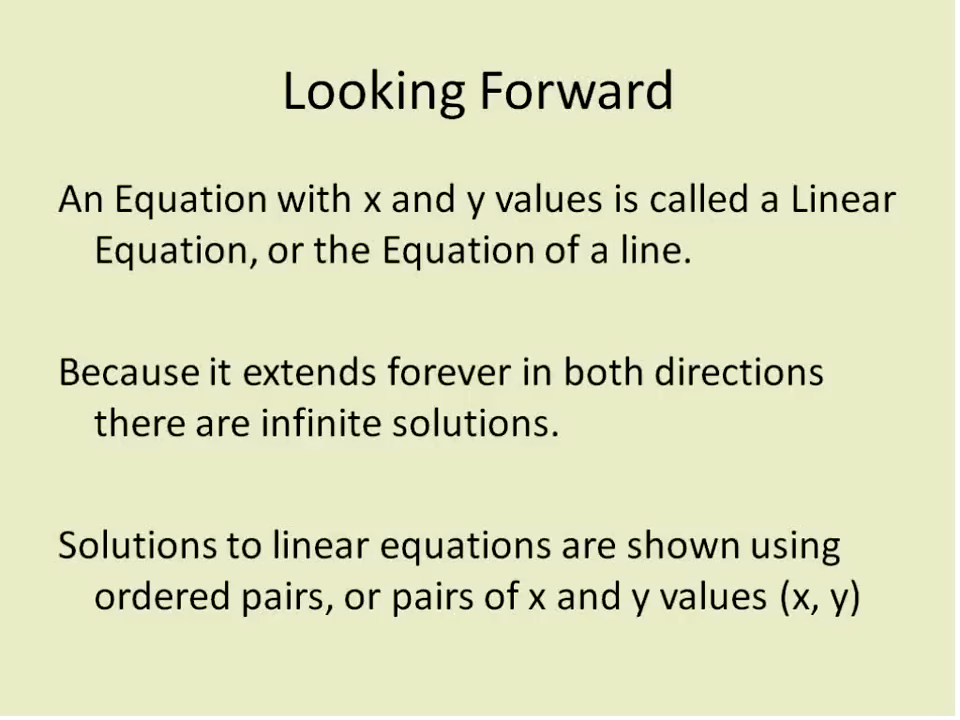 Looking Forward
An Equation with x and y values is called a Linear
Equation, or the Equation of a line.
Because it extends forever in both directions
there are infinite solutions.
Solutions to linear equations are shown using
ordered pairs, or pairs of x and y values (x, y)